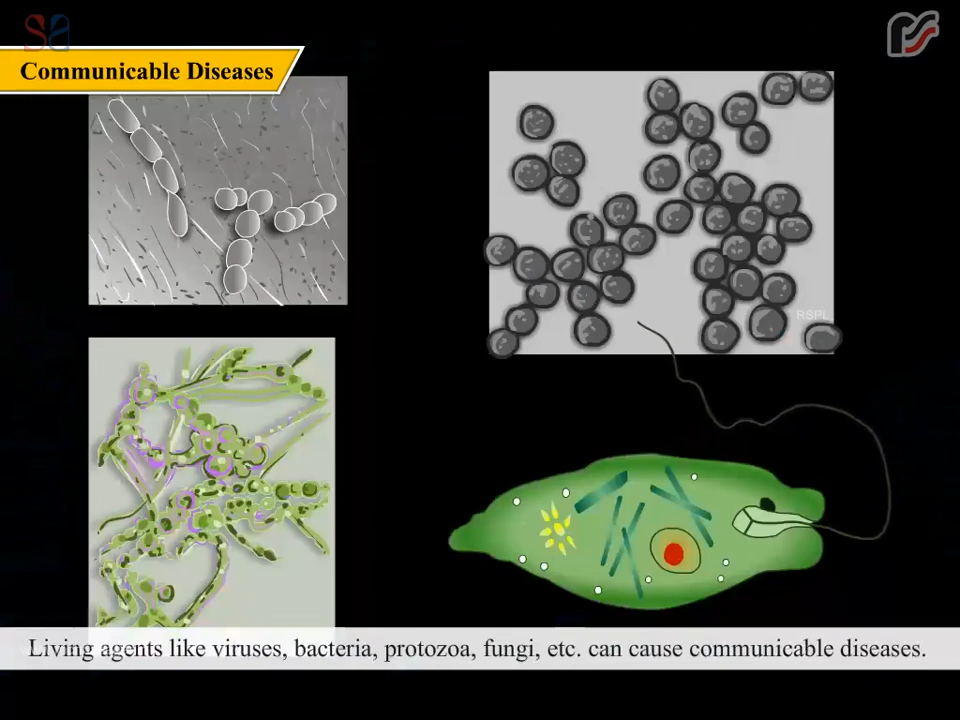 Communicable Diseases
RSPL
Living agents like viruses, bacteria, protozoa, fungi, etc. can cause communicable diseases.